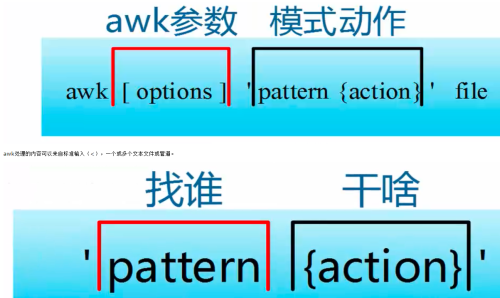 awk参数 模式动作
awk [ options ] 'pattern {action}' file
awk处理的内容可以来自标准输入（<），一个或多个文本文件或管道。
找谁 干啥
'pattern {action}'